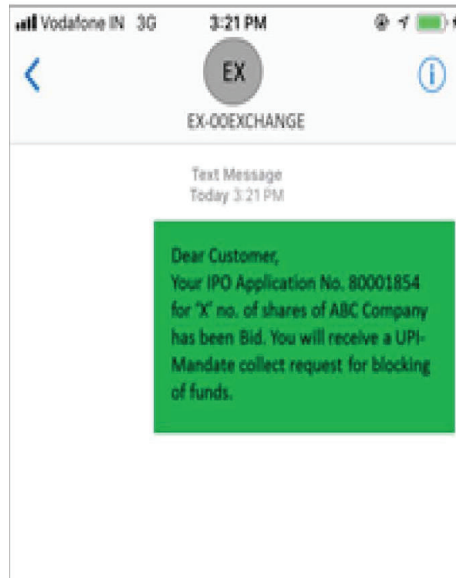 Vodafone IN 3G 3:21 PM
EX
EX-00EXCHANGE
Text Message
Today 3:21 PM
Dear Customer,
Your IPO Application No. 80001854
for 'X' no. of shares of ABC Company
has been Bid. You will receive a UPI-
Mandate collect request for blocking
of funds.